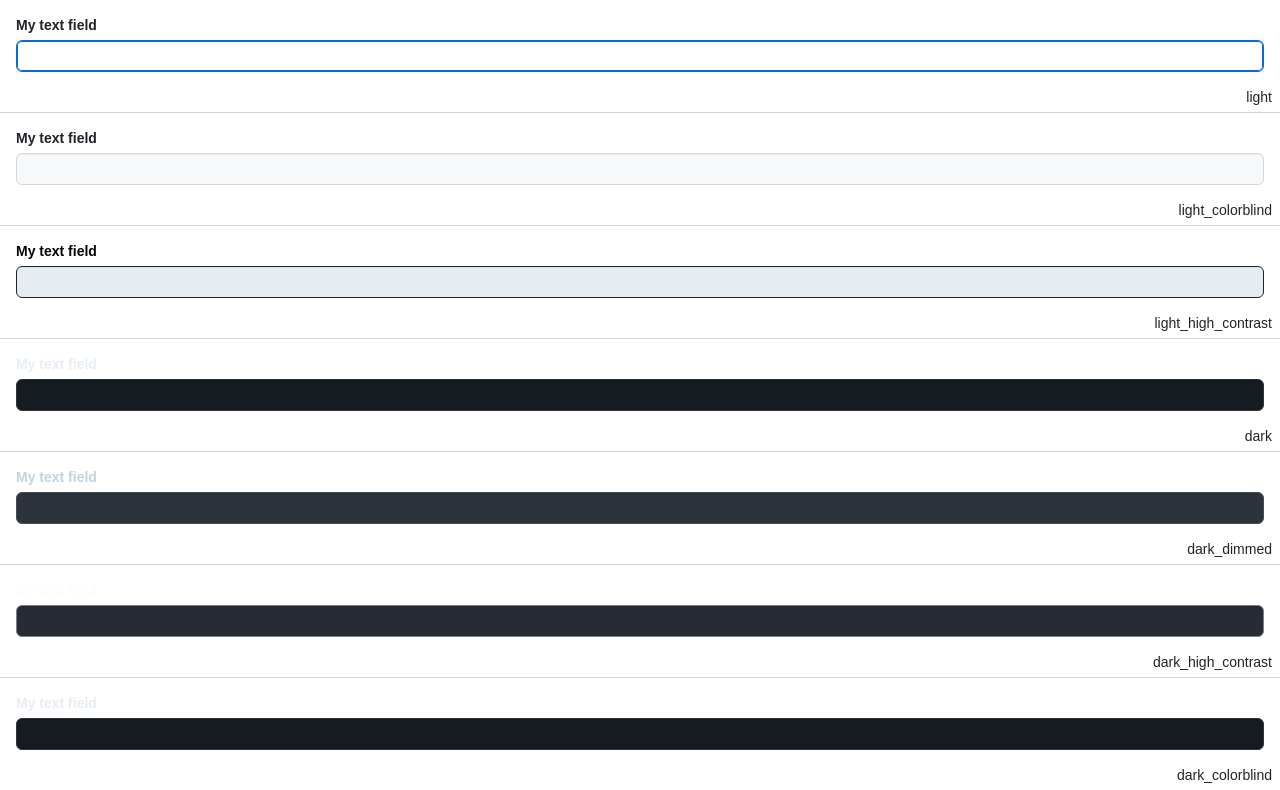 My text field
light
My text field
light_colorblind
My text field
light_high_contrast
My text field
dark
My text field
dark_dimmed
My text field
dark_high_contrast
My text field
dark_colorblind